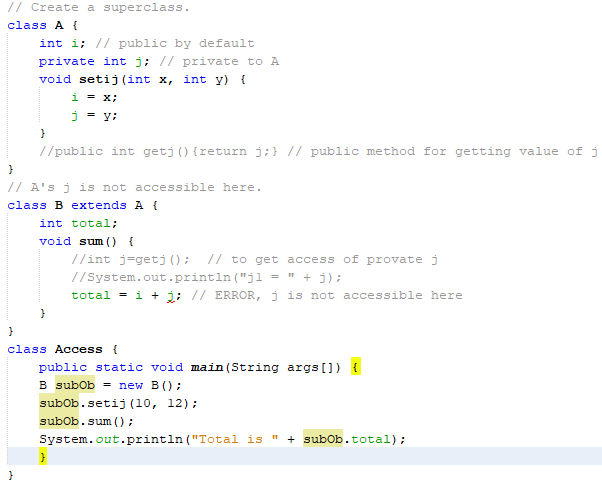 // Create a superclass.
class A {
int i; // public by default
private int j; // private to A
void setij(int x, int y) {
i = x;
j = y;
}
//public int getj(){return j;} // public method for getting value of j
}
// A's j is not accessible here.
class B extends A {
int total;
void sum() {
//int j=getj();  // to get access of provate j
//System.out.println("j1 = " + j);
total = i + j; // ERROR, j is not accessible here
}
}
class Access {
public static void main(String args[]) {
B subOb = new B();
subOb.setij(10, 12);
subOb.sum();
System.out.println("Total is " + subOb.total);
}
}